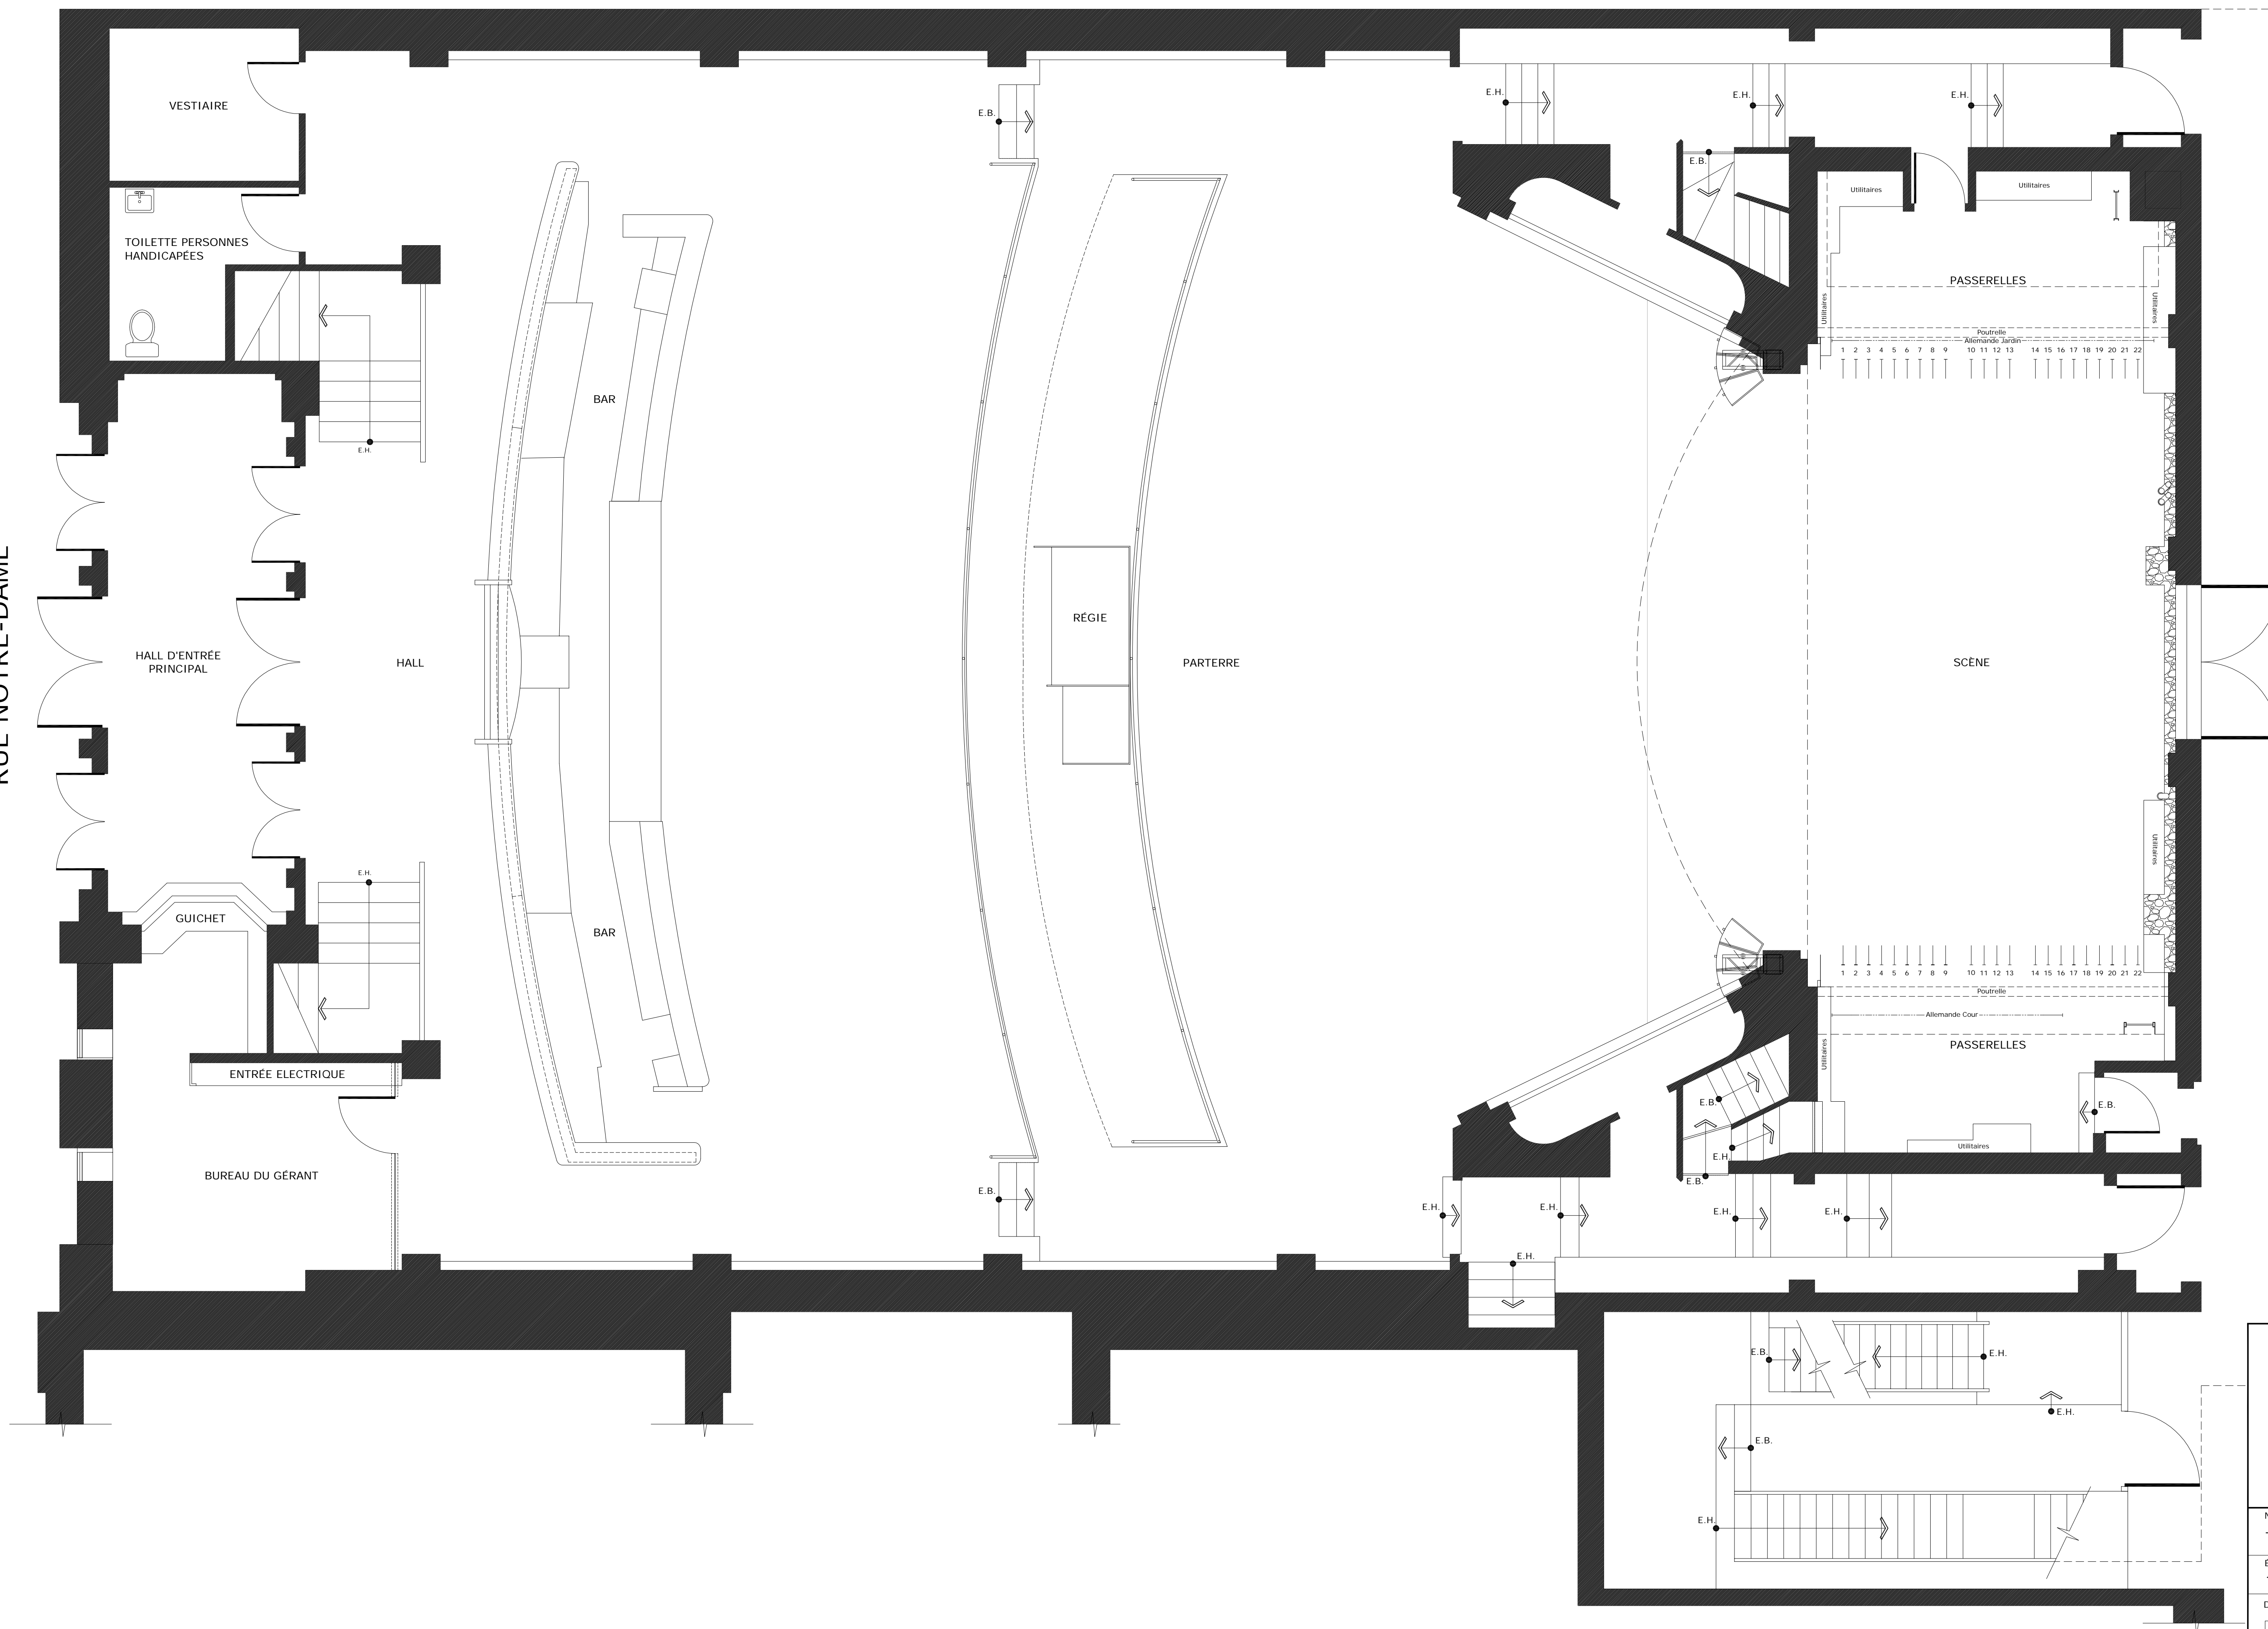 RUE NOTRE-DAME
VESTIAIRE
TOILETTE PERSONNES
HANDICAPÉES
E.H.
HALL D'ENTRÉE
PRINCIPAL
HALL
E.H.
GUICHET
ENTRÉE ELECTRIQUE
BUREAU DU GÉRANT
BAR
BAR
E.B.
E.B.
RÉGIE
PARTERRE
E.H.
E.H.
E.H.
E.B.
Utilitaires
Utilitaires
PASSERELLES
Utilitaires
Utilitaires
Poutrelle
Allemande Jardin
1 2 3 4 5 6 7 8 9 10 11 12 13 14 15 16 17 18 19 20 21 22
SCÈNE
Utilitaires
1 2 3 4 5 6 7 8 9 10 11 12 13 14 15 16 17 18 19 20 21 22
Poutrelle
Allemande Cour
PASSERELLES
Utilitaires
E.B.
E.B.
Utilitaires
E.H.
E.B.
E.H.
E.H.
E.H.
E.H.
E.H.
E.B.
E.H.
E.H.
E.B.
E.H.